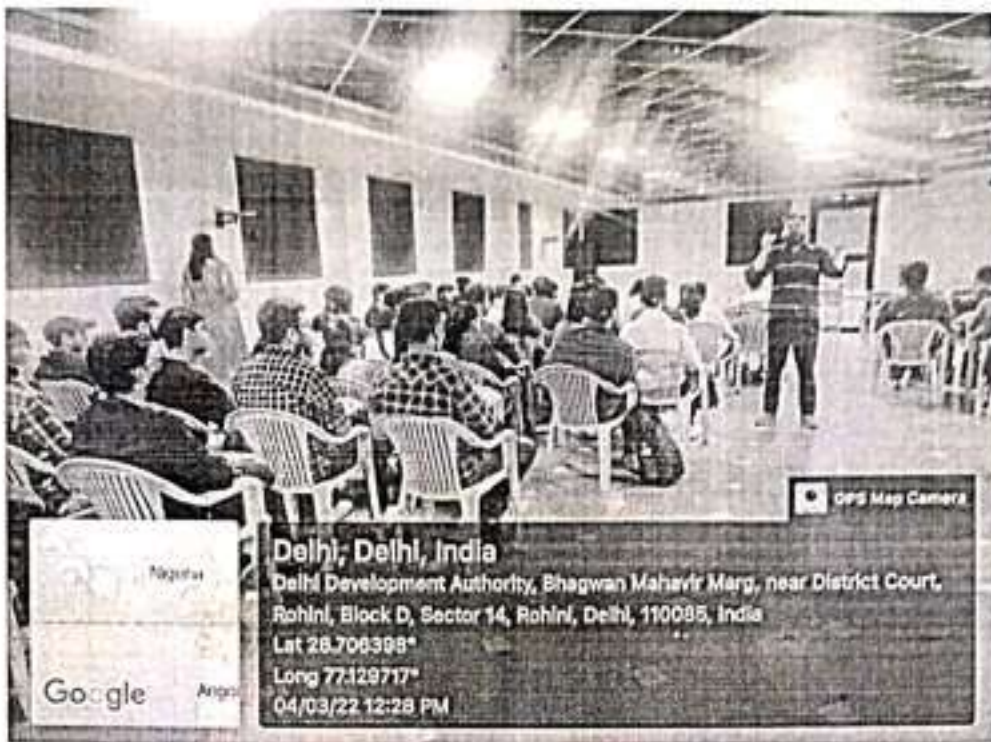 GPS Map Camera
Delhi, Delhi, India
Delhi Development Authority, Bhagwan Mahavir Marg, near District Court,
Rohini, Block D, Sector 14, Rohini, Delhi, 110085, India
Lat 28.706398°
Long 77.129717°
04/03/22 12:28 PM
Google